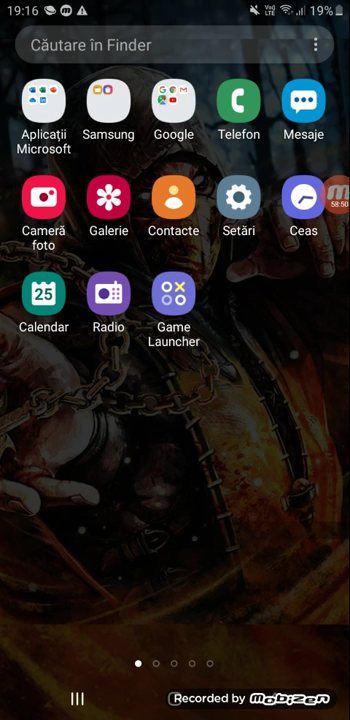 19:16
19%
Căutare în Finder
Aplicații Microsoft
Samsung
Google
Telefon
Mesaje
58:50
Cameră foto
Galerie
Contacte
Setări
Ceas
25
Calendar
Radio
Game Launcher
Recorded by mobizen